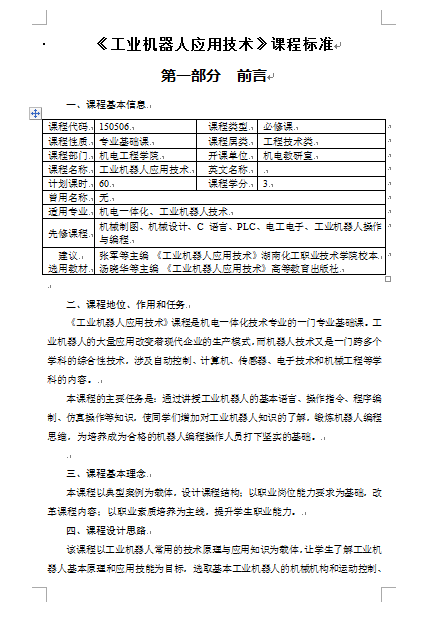 《工业机器人应用技术》课程标准
第一部分　前言
一、课程基本信息
课程代码 150506 课程类型 必修课
课程性质 专业基础课 课程属类 工程技术类
课程部门 机电工程学院 开课单位 机电教研室
课程名称 工业机器人应用技术 英文名称
计划课时 60 课程学分 3
曾用名称 无
适用专业 机电一体化、工业机器人技术
先修课程 机械制图、机械设计、C 语言、PLC、电工电子、工业机器人操作
与编程
建议 张军等主编 《工业机器人应用技术》湖南化工职业技术学院校本
选用教材 汤晓华等主编 《工业机器人应用技术》高等教育出版社
二、课程地位、作用和任务
《工业机器人应用技术》课程是机电一体化技术专业的一门专业基础课。工
业机器人的大量应用改变着现代企业的生产模式，而机器人技术又是一门跨多个
学科的综合性技术，涉及自动控制、计算机、传感器、电子技术和机械工程等学
科的内容。
本课程的主要任务是：通过讲授工业机器人的基本语言、操作指令、程序编
制、仿真操作等知识，使同学们增加对工业机器人知识的了解，锻炼机器人编程
思维，为培养成为合格的机器人编程操作人员打下坚实的基础。
三、课程基本理念
本课程以典型案例为载体，设计课程结构；以职业岗位能力要求为基础，改
革课程内容；以职业素质培养为主线，提升学生职业能力。
四、课程设计思路
该课程以工业机器人常用的技术原理与应用知识为载体，让学生了解工业机
器人基本原理和应用技能为目标，选取基本工业机器人的机械机构和运动控制、